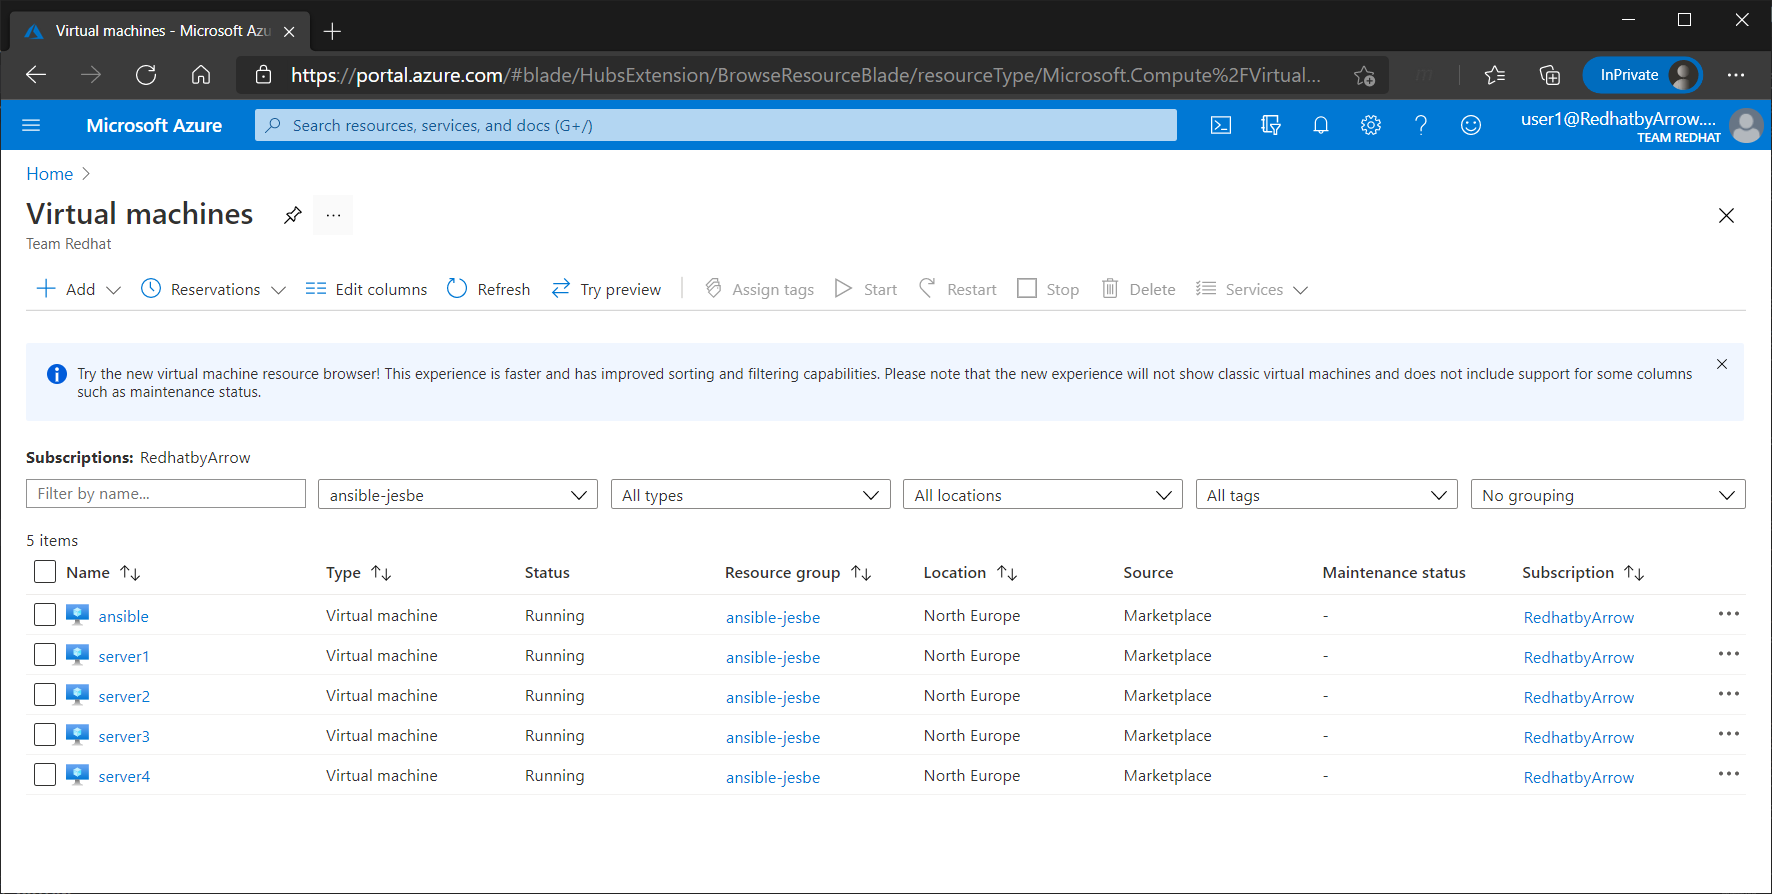 Virtual machines - Microsoft Azu
https://portal.azure.com/#blade/HubsExtension/BrowseResourceBlade/resourceType/Microsoft.Compute%2FVirtual...
InPrivate
Microsoft Azure
Search resources, services, and docs (G+/)
user1@RedhatbyArrow....
TEAM REDHAT
Home
Virtual machines
Team Redhat
Add Reservations Edit columns Refresh Try preview Assign tags Start Restart Stop Delete Services
Try the new virtual machine resource browser! This experience is faster and has improved sorting and filtering capabilities. Please note that the new experience will not show classic virtual machines and does not include support for some columns
such as maintenance status.
Subscriptions: RedhatbyArrow
Filter by name... ansible-jesbe All types All locations All tags No grouping
5 items
Name Type Status Resource group Location Source Maintenance status Subscription
ansible Virtual machine Running ansible-jesbe North Europe Marketplace - RedhatbyArrow
server1 Virtual machine Running ansible-jesbe North Europe Marketplace - RedhatbyArrow
server2 Virtual machine Running ansible-jesbe North Europe Marketplace - RedhatbyArrow
server3 Virtual machine Running ansible-jesbe North Europe Marketplace - RedhatbyArrow
server4 Virtual machine Running ansible-jesbe North Europe Marketplace - RedhatbyArrow